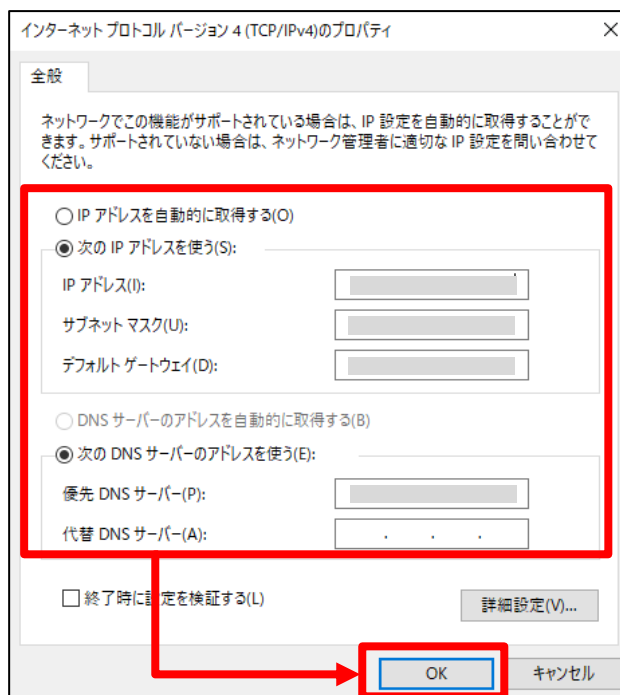 インターネット プロトコル バージョン 4 (TCP/IPv4)のプロパティ
全般
ネットワークでこの機能がサポートされている場合は、IP 設定を自動的に取得することがで
きます。サポートされていない場合は、ネットワーク管理者に適切な IP 設定を問い合わせて
ください。
IP アドレスを自動的に取得する(O)
次の IP アドレスを使う(S):
IP アドレス(I):
サブネット マスク(U):
デフォルト ゲートウェイ(D):
DNS サーバーのアドレスを自動的に取得する(B)
次の DNS サーバーのアドレスを使う(E):
優先 DNS サーバー(P):
代替 DNS サーバー(A):
. . .
終了時に設定を検証する(L)
詳細設定(V)...
OK
キャンセル